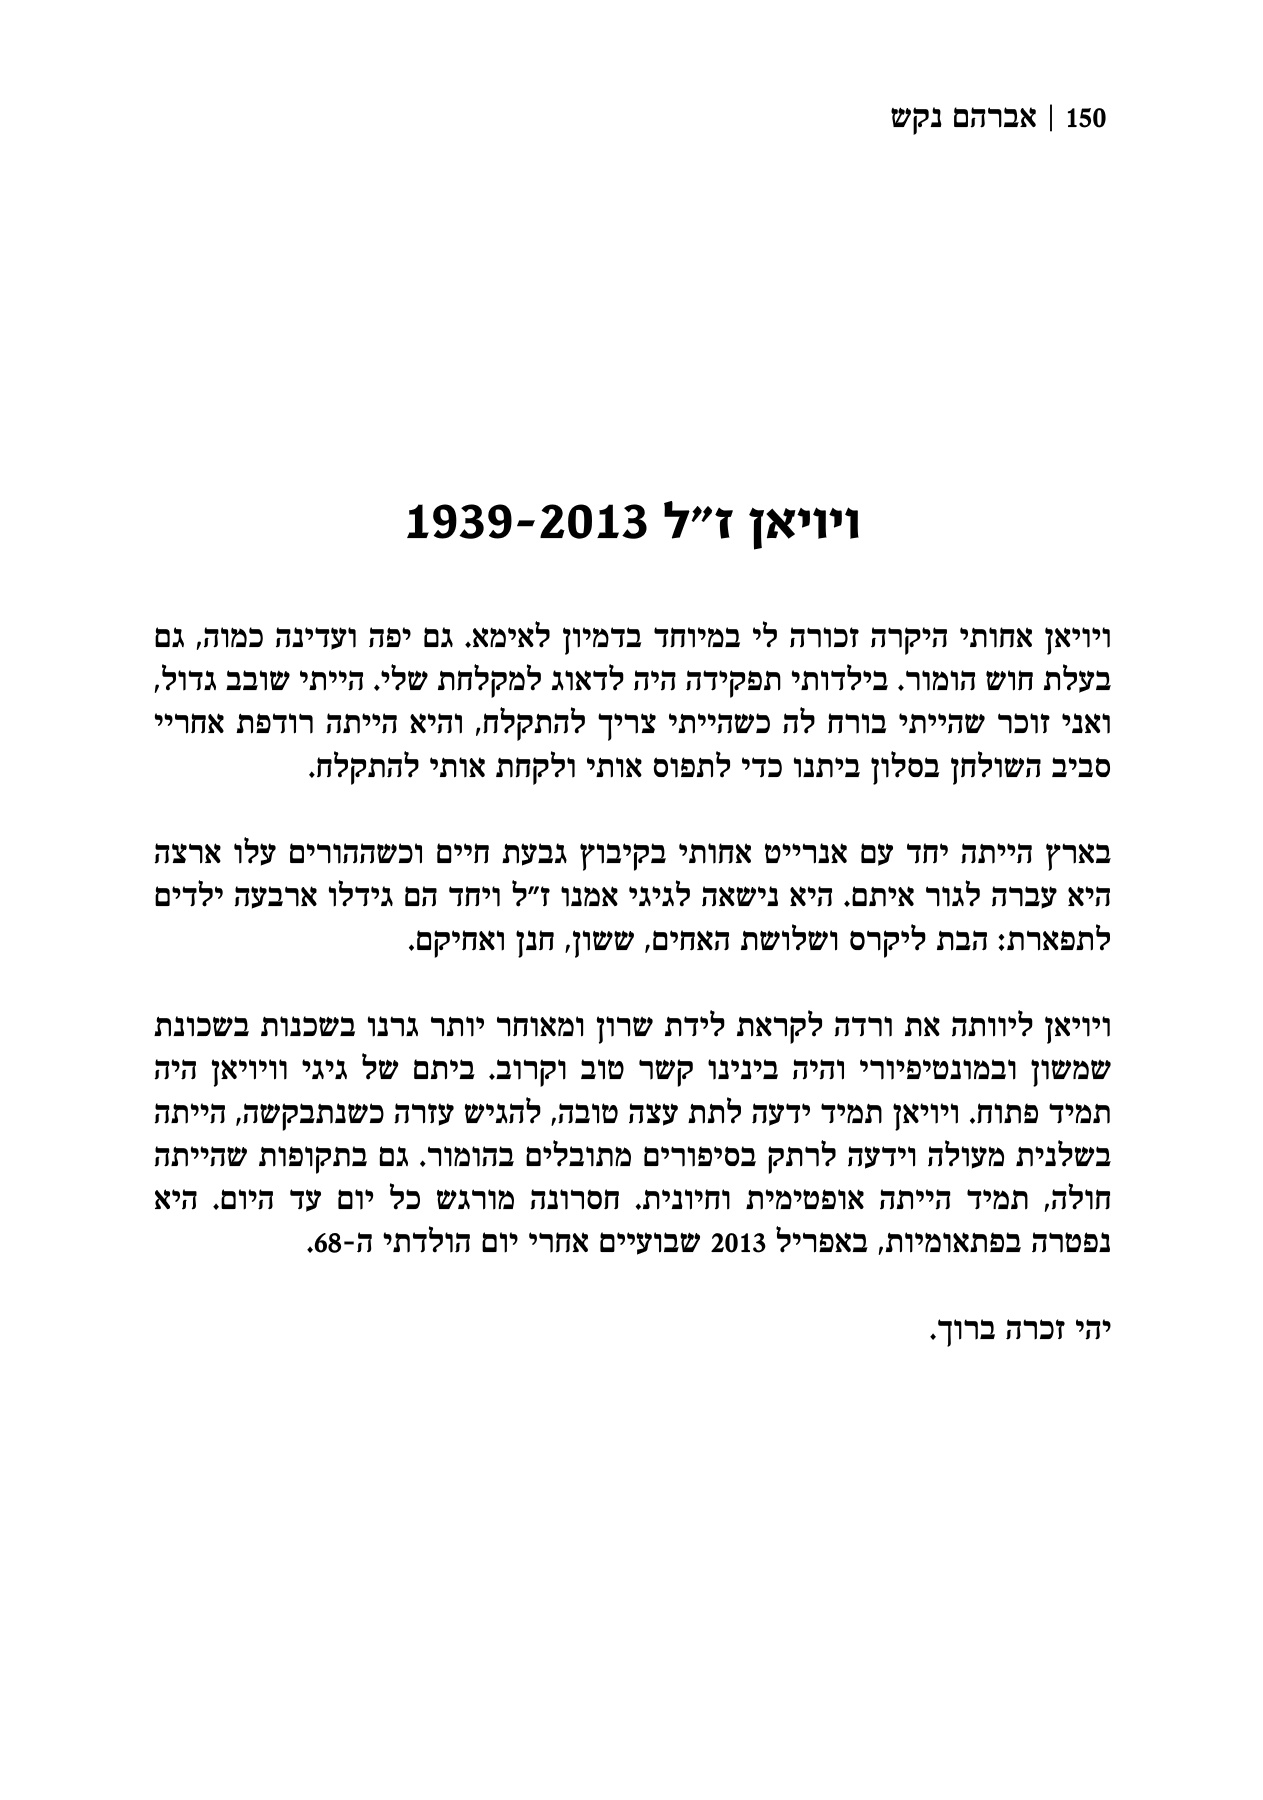 150 | אברהם נקש
ויויאן ז״ל 1939-2013
ויויאן אחותי היקרה זכורה לי במיוחד בדמיון לאימא. גם יפה ועדינה כמוה, גם
בעלת חוש הומור. בילדותי תפקידה היה לדאוג למקלחת שלי. הייתי שובב גדול,
ואני זוכר שהייתי בורח לה כשהייתי צריך להתקלח, והיא הייתה רודפת אחריי
סביב השולחן בסלון ביתנו כדי לתפוס אותי ולקחת אותי להתקלח.
בארץ הייתה יחד עם אנרייט אחותי בקיבוץ גבעת חיים וכשההורים עלו ארצה
היא עברה לגור איתם. היא נישאה לגיגי אמנו ז״ל ויחד הם גידלו ארבעה ילדים
לתפארת: הבת ליקרס ושלושת האחים, ששון, חנן ואחיקם.
ויויאן ליוותה את ורדה לקראת לידת שרון ומאוחר יותר גרנו בשכנות בשכונת
שמשון ובמונטיפיורי והיה בינינו קשר טוב וקרוב. ביתם של גיגי וויויאן היה
תמיד פתוח. ויויאן תמיד ידעה לתת עצה טובה, להגיש עזרה כשנתבקשה, הייתה
בשלנית מעולה וידעה לרתק בסיפורים מתובלים בהומור. גם בתקופות שהייתה
חולה, תמיד הייתה אופטימית וחיונית. חסרונה מורגש כל יום עד היום. היא
נפטרה בפתאומיות, באפריל 2013 שבועיים אחרי יום הולדתי ה-68.
יהי זכרה ברוך.